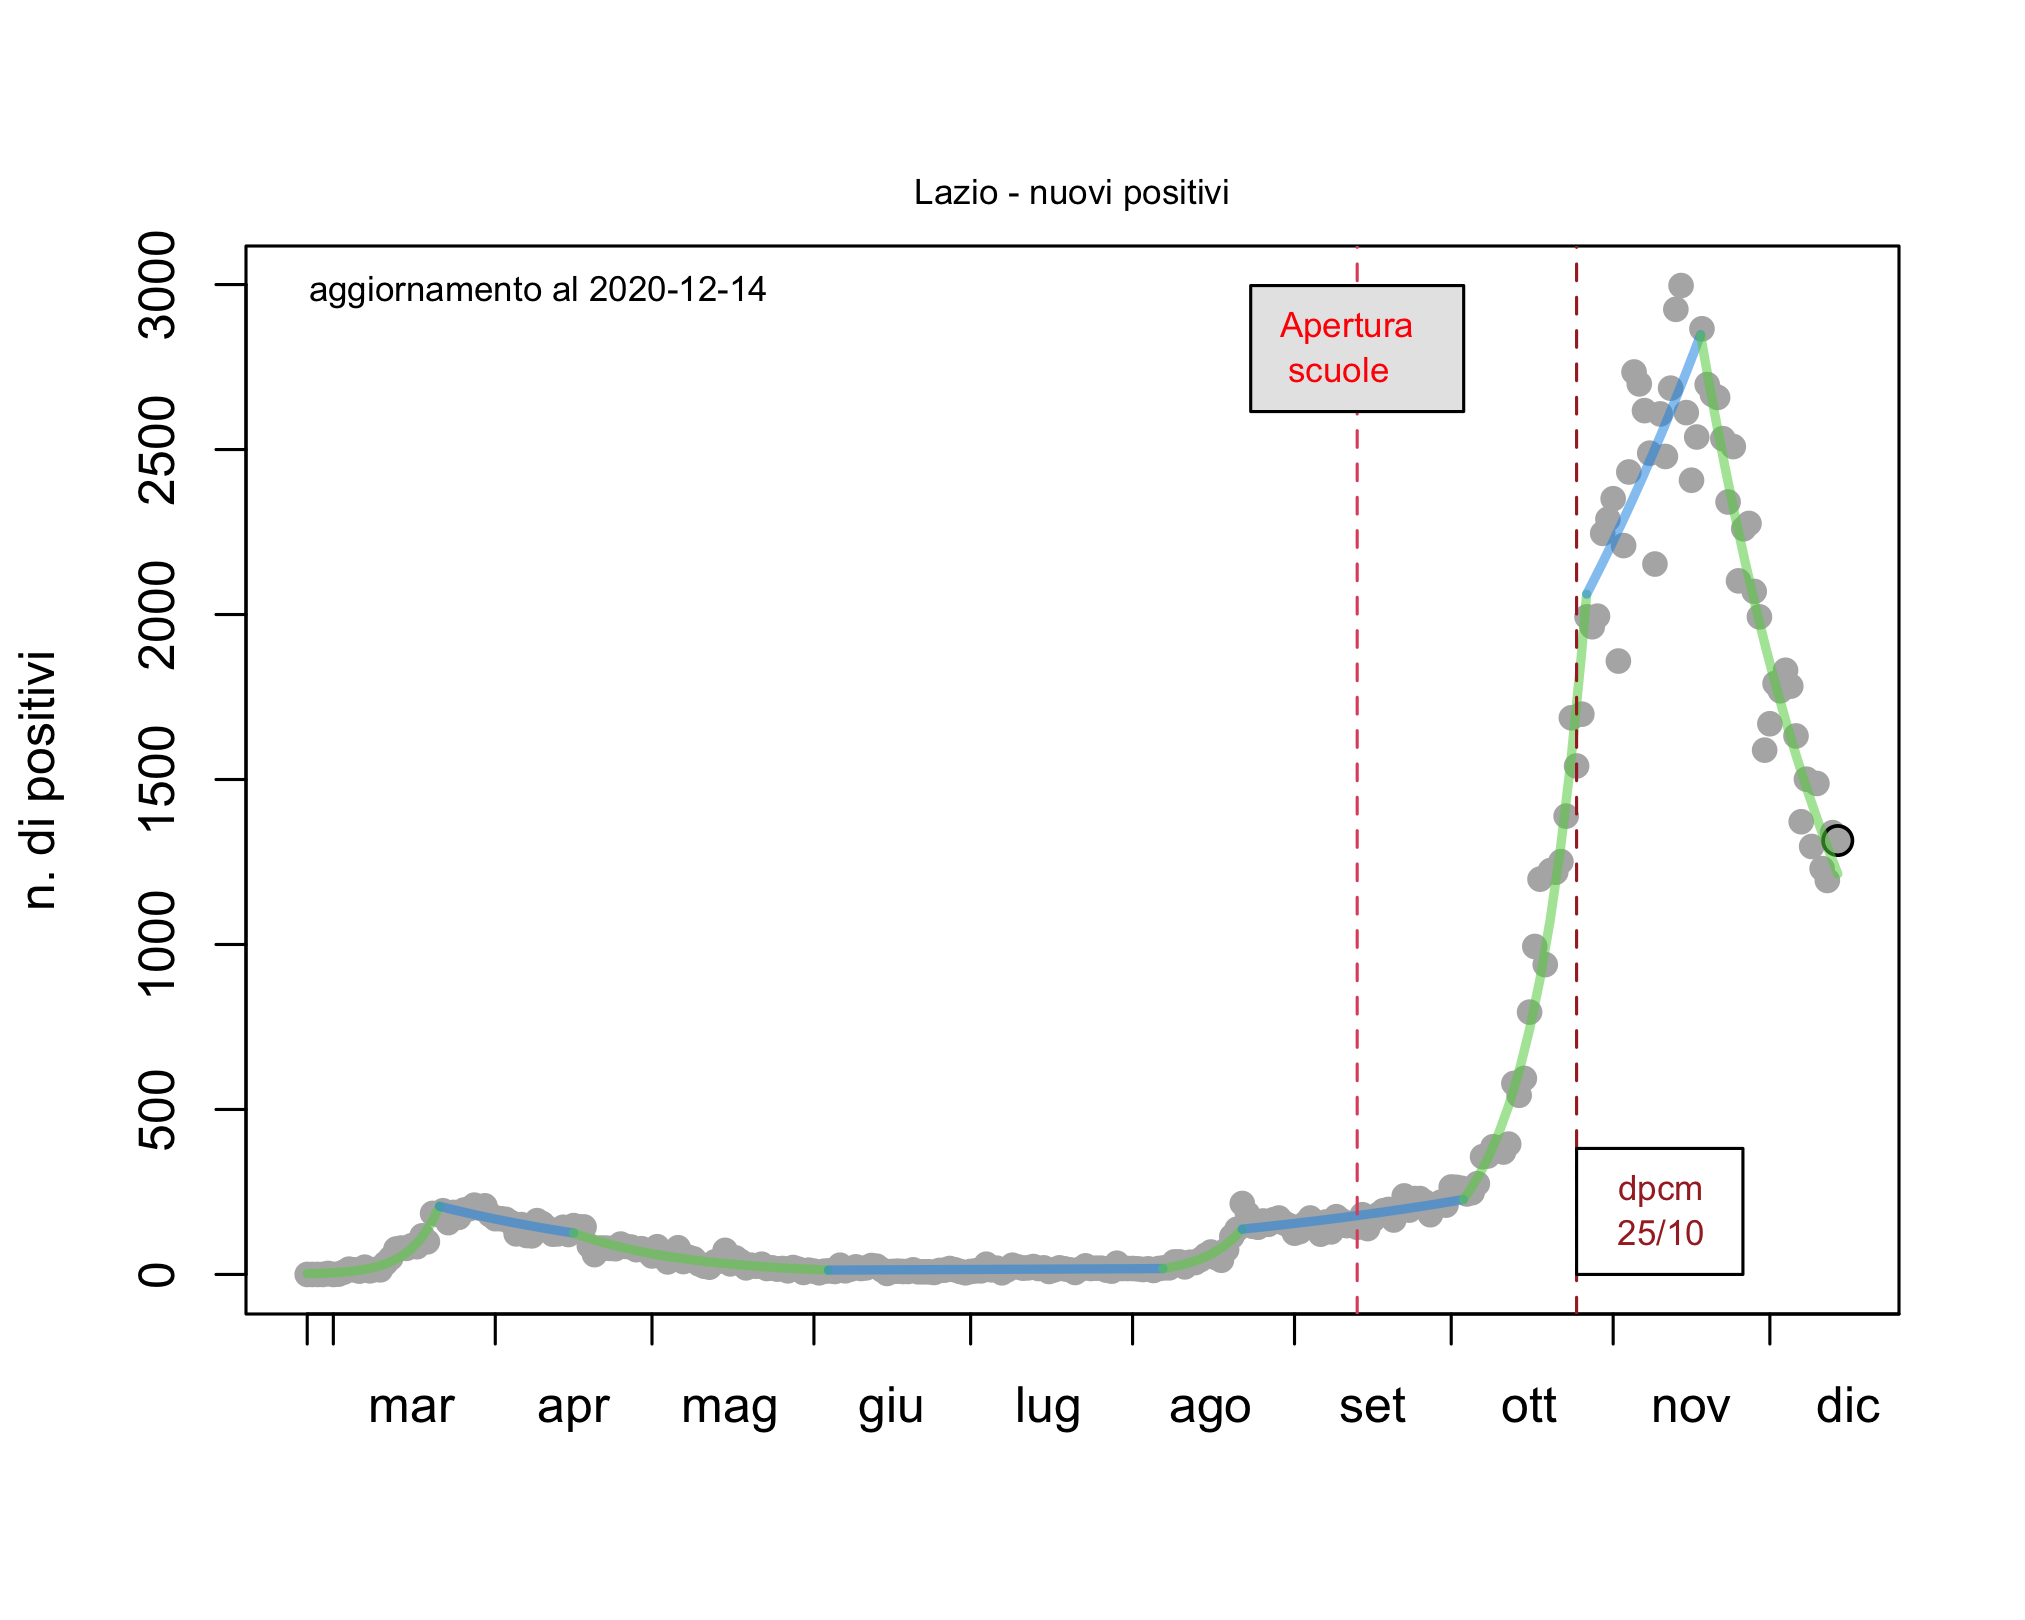 Lazio - nuovi positivi
aggiornamento al 2020-12-14
Apertura
scuole
dpcm
25/10
n. di positivi
3000
2500
2000
1500
1000
500
0
mar apr mag giu lug ago set ott nov dic